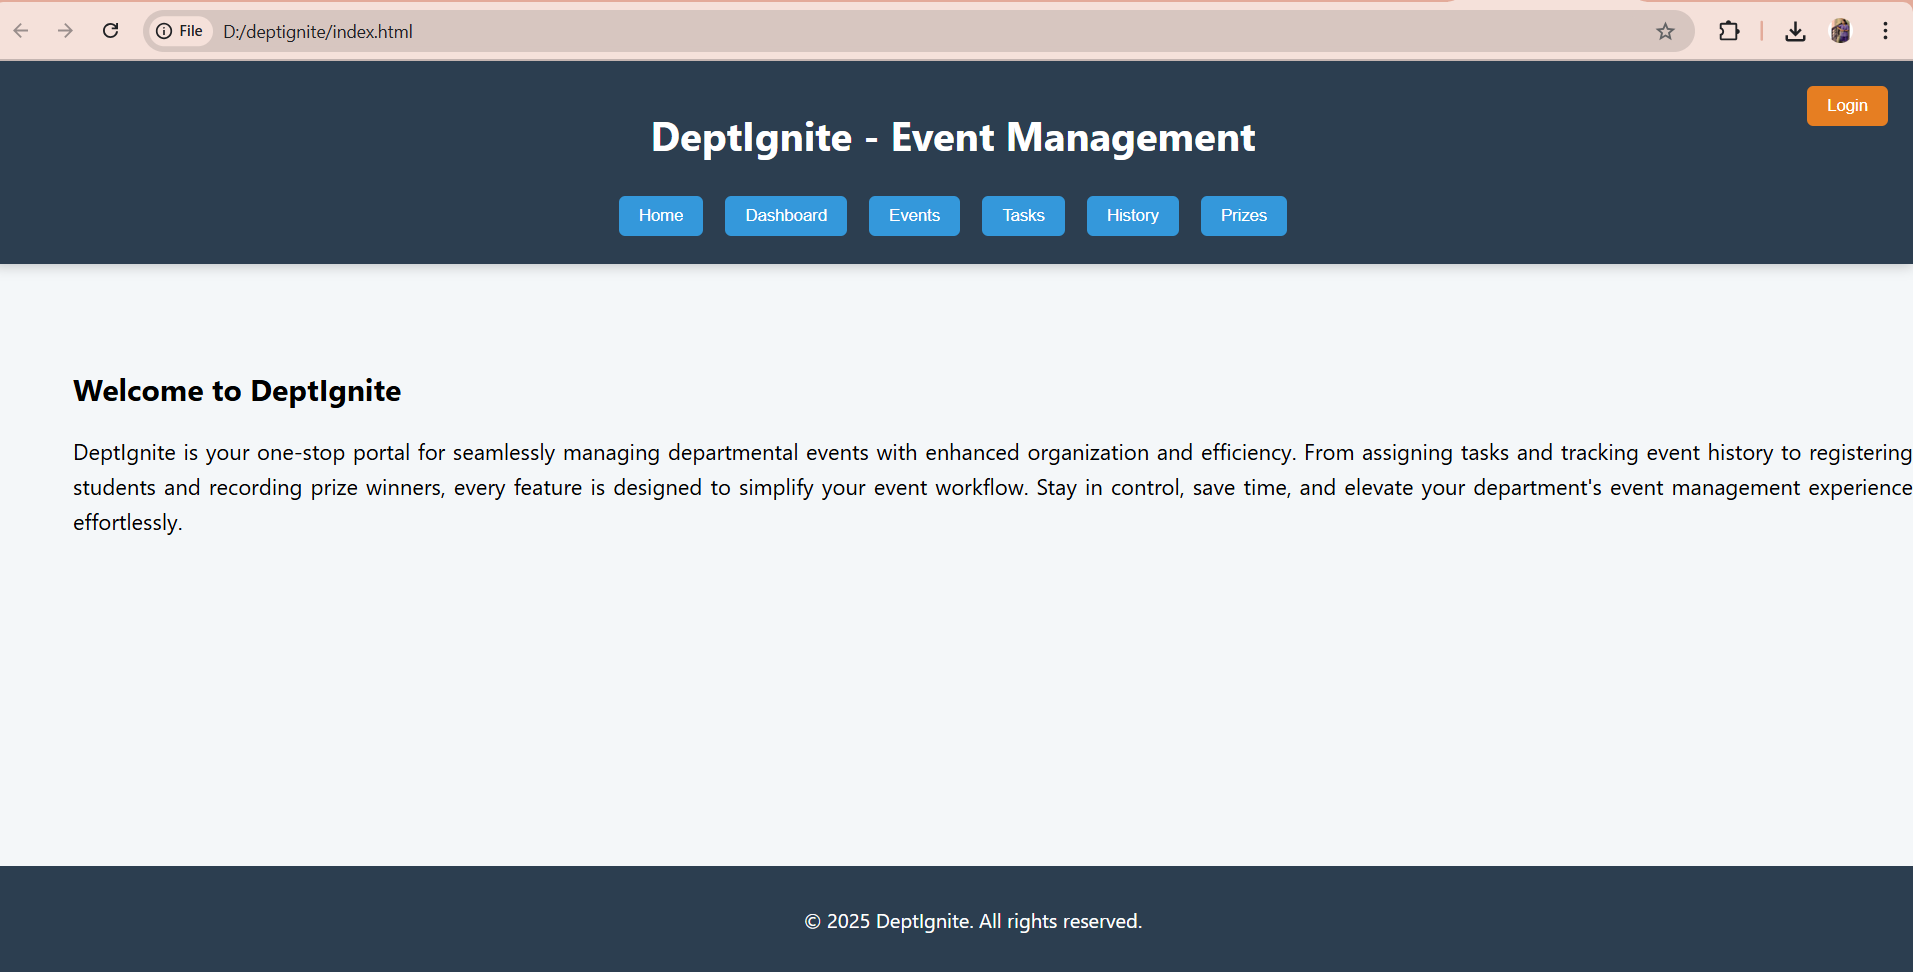 File D:/deptignite/index.html
Login
DeptIgnite - Event Management
Home Dashboard Events Tasks History Prizes
Welcome to DeptIgnite
DeptIgnite is your one-stop portal for seamlessly managing departmental events with enhanced organization and efficiency. From assigning tasks and tracking event history to registering
students and recording prize winners, every feature is designed to simplify your event workflow. Stay in control, save time, and elevate your department's event management experience
effortlessly.
© 2025 DeptIgnite. All rights reserved.